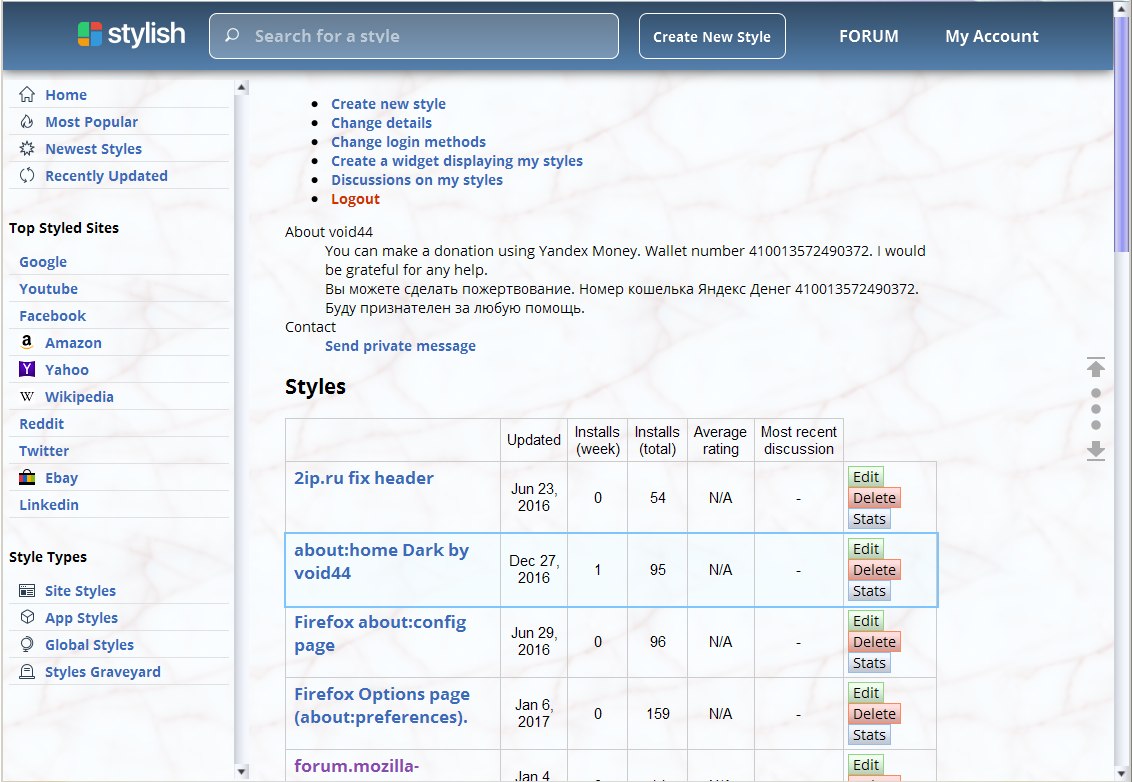 stylish
Search for a style
Create New Style
FORUM
My Account
Home
Most Popular
Newest Styles
Recently Updated
Top Styled Sites
Google
Youtube
Facebook
Amazon
Yahoo
Wikipedia
Reddit
Twitter
Ebay
Linkedin
Style Types
Site Styles
App Styles
Global Styles
Styles Graveyard
Create new style
Change details
Change login methods
Create a widget displaying my styles
Discussions on my styles
Logout
About void44
You can make a donation using Yandex Money. Wallet number 410013572490372. I would
be grateful for any help.
Вы можете сделать пожертвование. Номер кошелька Яндекс Денег 410013572490372.
Буду признателен за любую помощь.
Contact
Send private message
Styles
Updated
Installs
(week)
Installs
(total)
Average
rating
Most recent
discussion
2ip.ru fix header
Jun 23,
2016
0
54
N/A
-
Edit
Delete
Stats
about:home Dark by
void44
Dec 27,
2016
1
95
N/A
-
Edit
Delete
Stats
Firefox about:config
page
Jun 29,
2016
0
96
N/A
-
Edit
Delete
Stats
Firefox Options page
(about:preferences).
Jan 6,
2017
0
159
N/A
-
Edit
Delete
Stats
forum.mozilla-
Jan 4
Edit